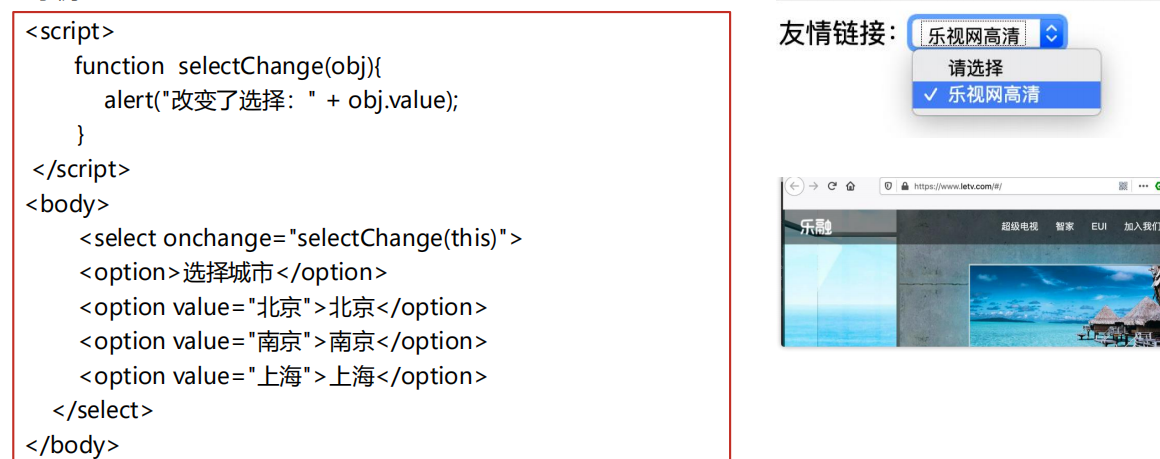 <script>
function selectChange(obj){
alert("改变了选择：" + obj.value);
}
</script>
<body>
<select onchange="selectChange(this)">
<option>选择城市</option>
<option value="北京">北京</option>
<option value="南京">南京</option>
<option value="上海">上海</option>
</select>
</body>
友情链接：
乐视网高清
请选择
✓ 乐视网高清
https://www.letv.com/#/
乐融
超级电视 智家 EUI 加入我们